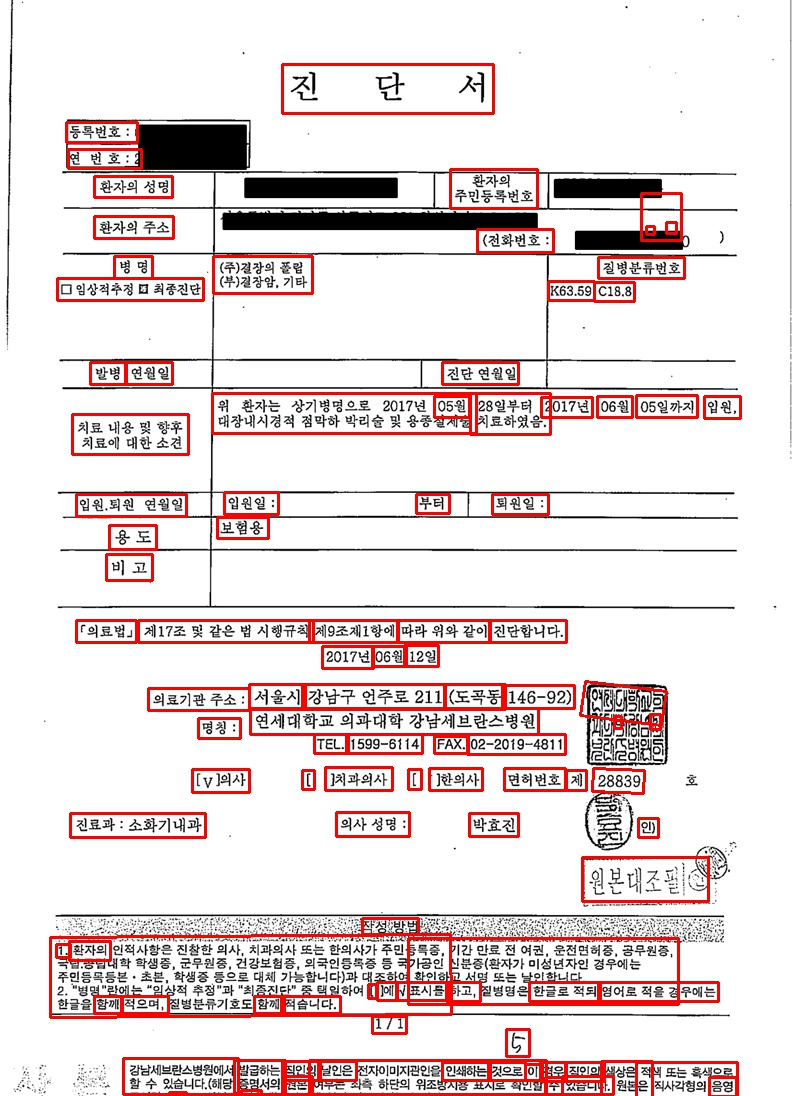 진 단 서
등록번호 :
연 번호 : 2
환자의 성명 환자의 주민등록번호
환자의 주소
(전화번호 : 0 )
병 명 (주)결장의 폴립 질병분류번호
□ 임상적추정 ☑ 최종진단 (부)결장암, 기타 K63.59 C18.8
발병 연월일 진단 연월일
치료 내용 및 향후 치료에 대한 소견
위 환자는 상기병명으로 2017년 05월 28일부터 2017년 06월 05일까지 입원,
대장내시경적 점막하 박리술 및 용종절제술 치료하였음.
입원.퇴원 연월일 입원일 : 부터 퇴원일 :
용 도 보험용
비 고
「의료법」 제17조 및 같은 법 시행규칙 제9조제1항에 따라 위와 같이 진단합니다.
2017년 06월 12일
의료기관 주소 : 서울시 강남구 언주로 211 (도곡동 146-92)
명칭 : 연세대학교 의과대학 강남세브란스병원
TEL. 1599-6114 FAX. 02-2019-4811
[V]의사 [ ]치과의사 [ ]한의사 면허번호 제 28839 호
진료과 : 소화기내과 의사 성명 : 박효진 인)
원본대조필 인
작성 방법
1. 환자의 인적사항은 진찰한 의사, 치과의사 또는 한의사가 주민등록증, 기간 만료 전 여권, 운전면허증, 공무원증,
국립.공립대학 학생증, 군무원증, 건강보험증, 외국인등록증 등 국가공인 신분증(환자가 미성년자인 경우에는
주민등록등본ㆍ초본, 학생증 등으로 대체 가능합니다)과 대조하여 확인하고 서명 또는 날인합니다.
2. "병명"란에는 "임상적 추정"과 "최종진단" 중 택일하여 [ ]에 √ 표시를 하고, 질병명은 한글로 적되 영어로 적을 경우에는
한글을 함께 적으며, 질병분류기호도 함께 적습니다.
1 / 1
5
사 본
강남세브란스병원에서 발급하는 직인의 날인은 전자이미지관인을 인쇄하는 것으로 이 경우 직인의 색상은 적색 또는 흑색으로
할 수 있습니다.(해당 증명서의 원본 여부는 좌측 하단의 위조방지용 표시로 확인할 수 있습니다. 원본은 직사각형의 음영